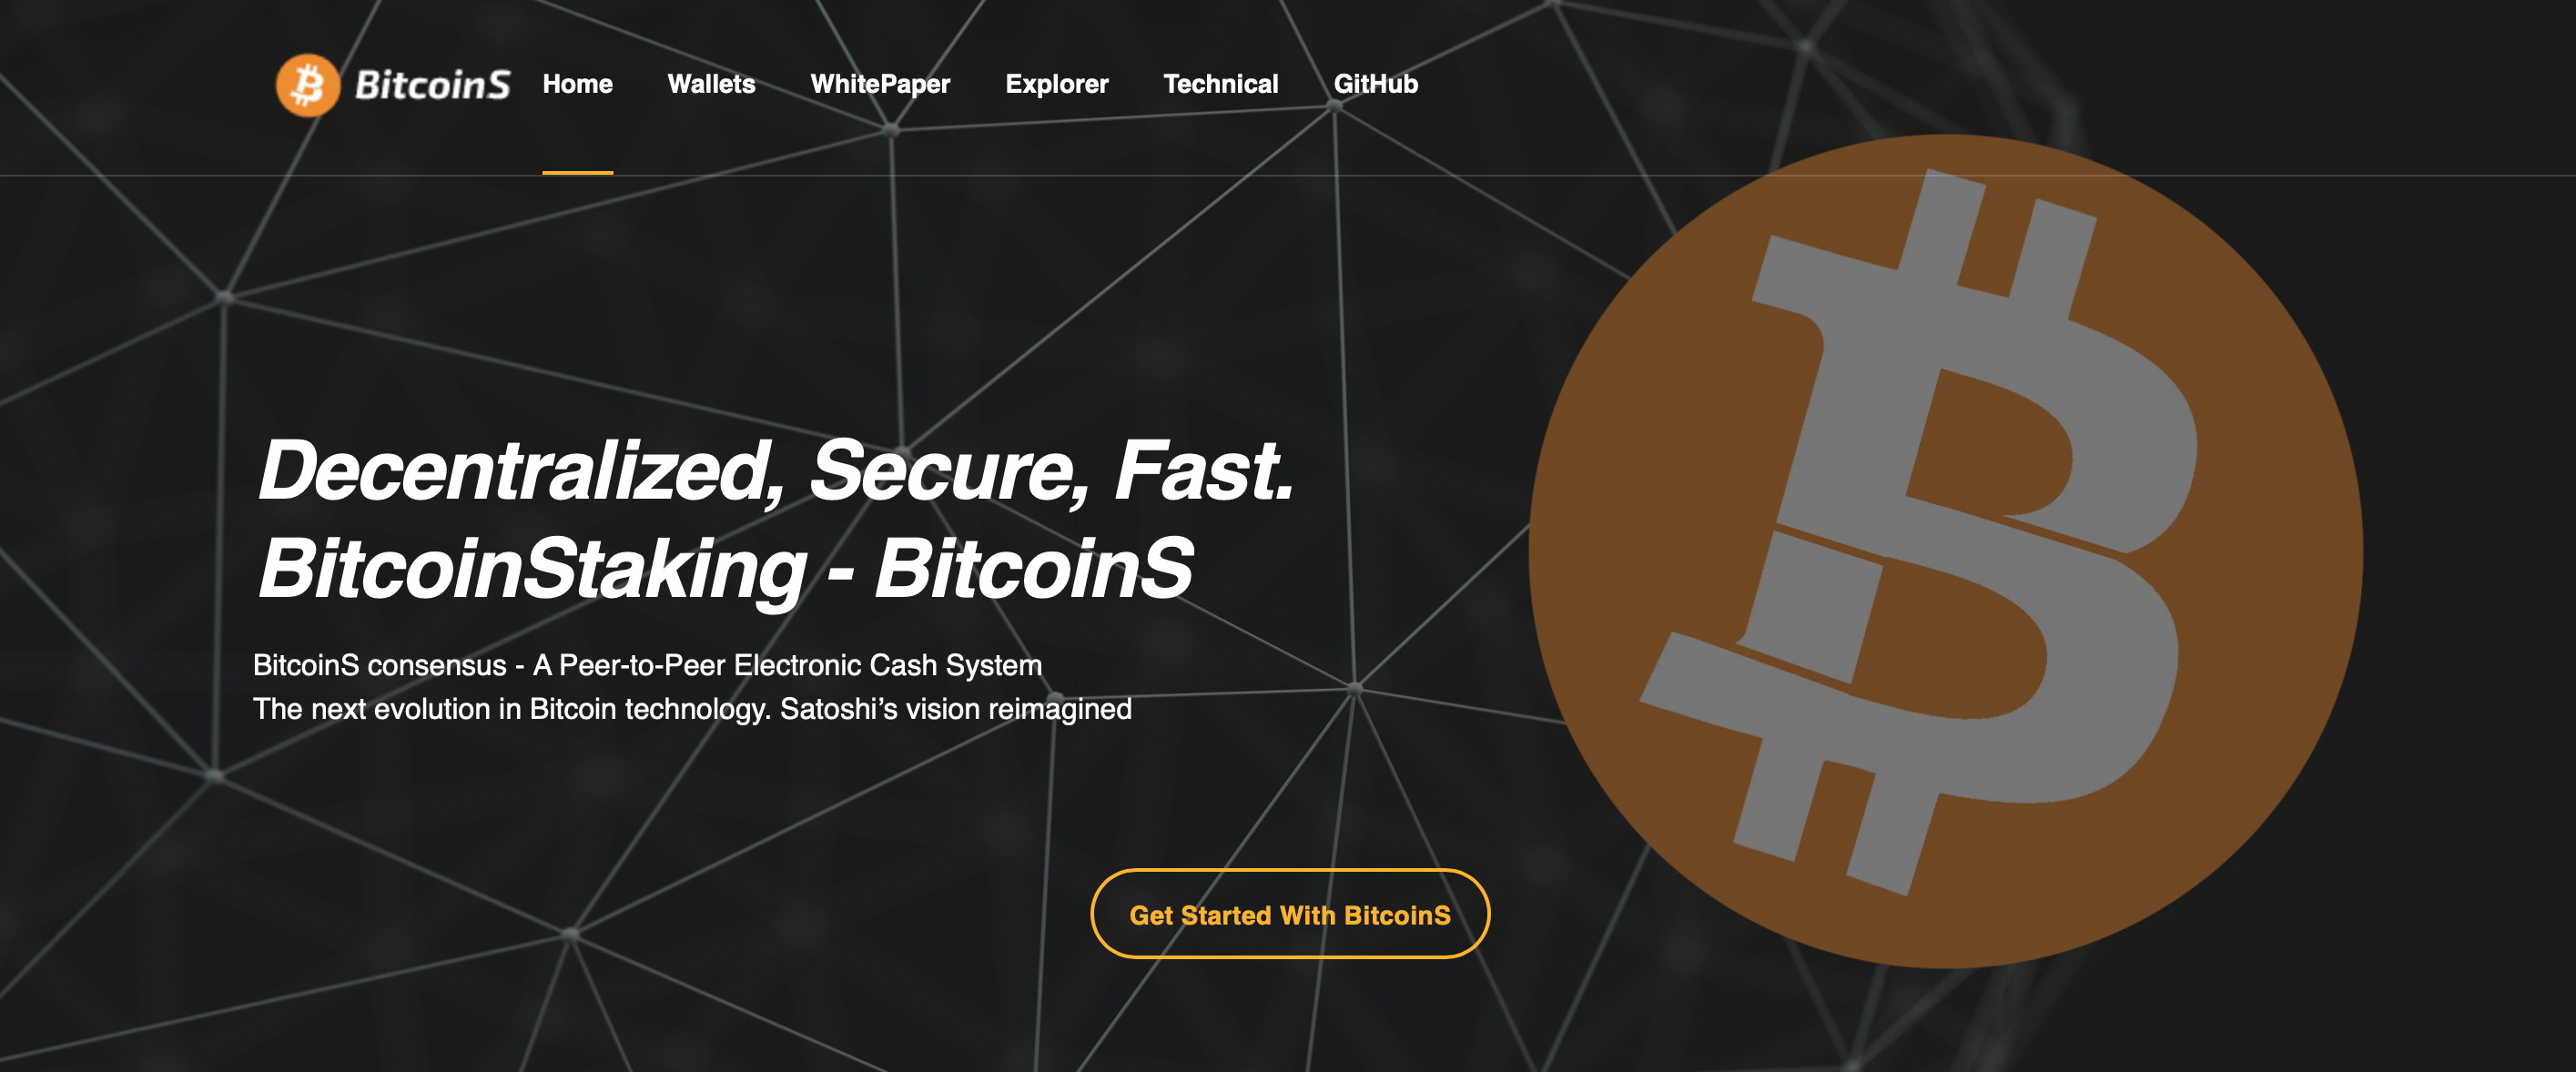 BitcoinS
Home
Wallets
WhitePaper
Explorer
Technical
GitHub
Decentralized, Secure, Fast.
BitcoinStaking - BitcoinS
BitcoinS consensus - A Peer-to-Peer Electronic Cash System
The next evolution in Bitcoin technology. Satoshi’s vision reimagined
Get Started With BitcoinS